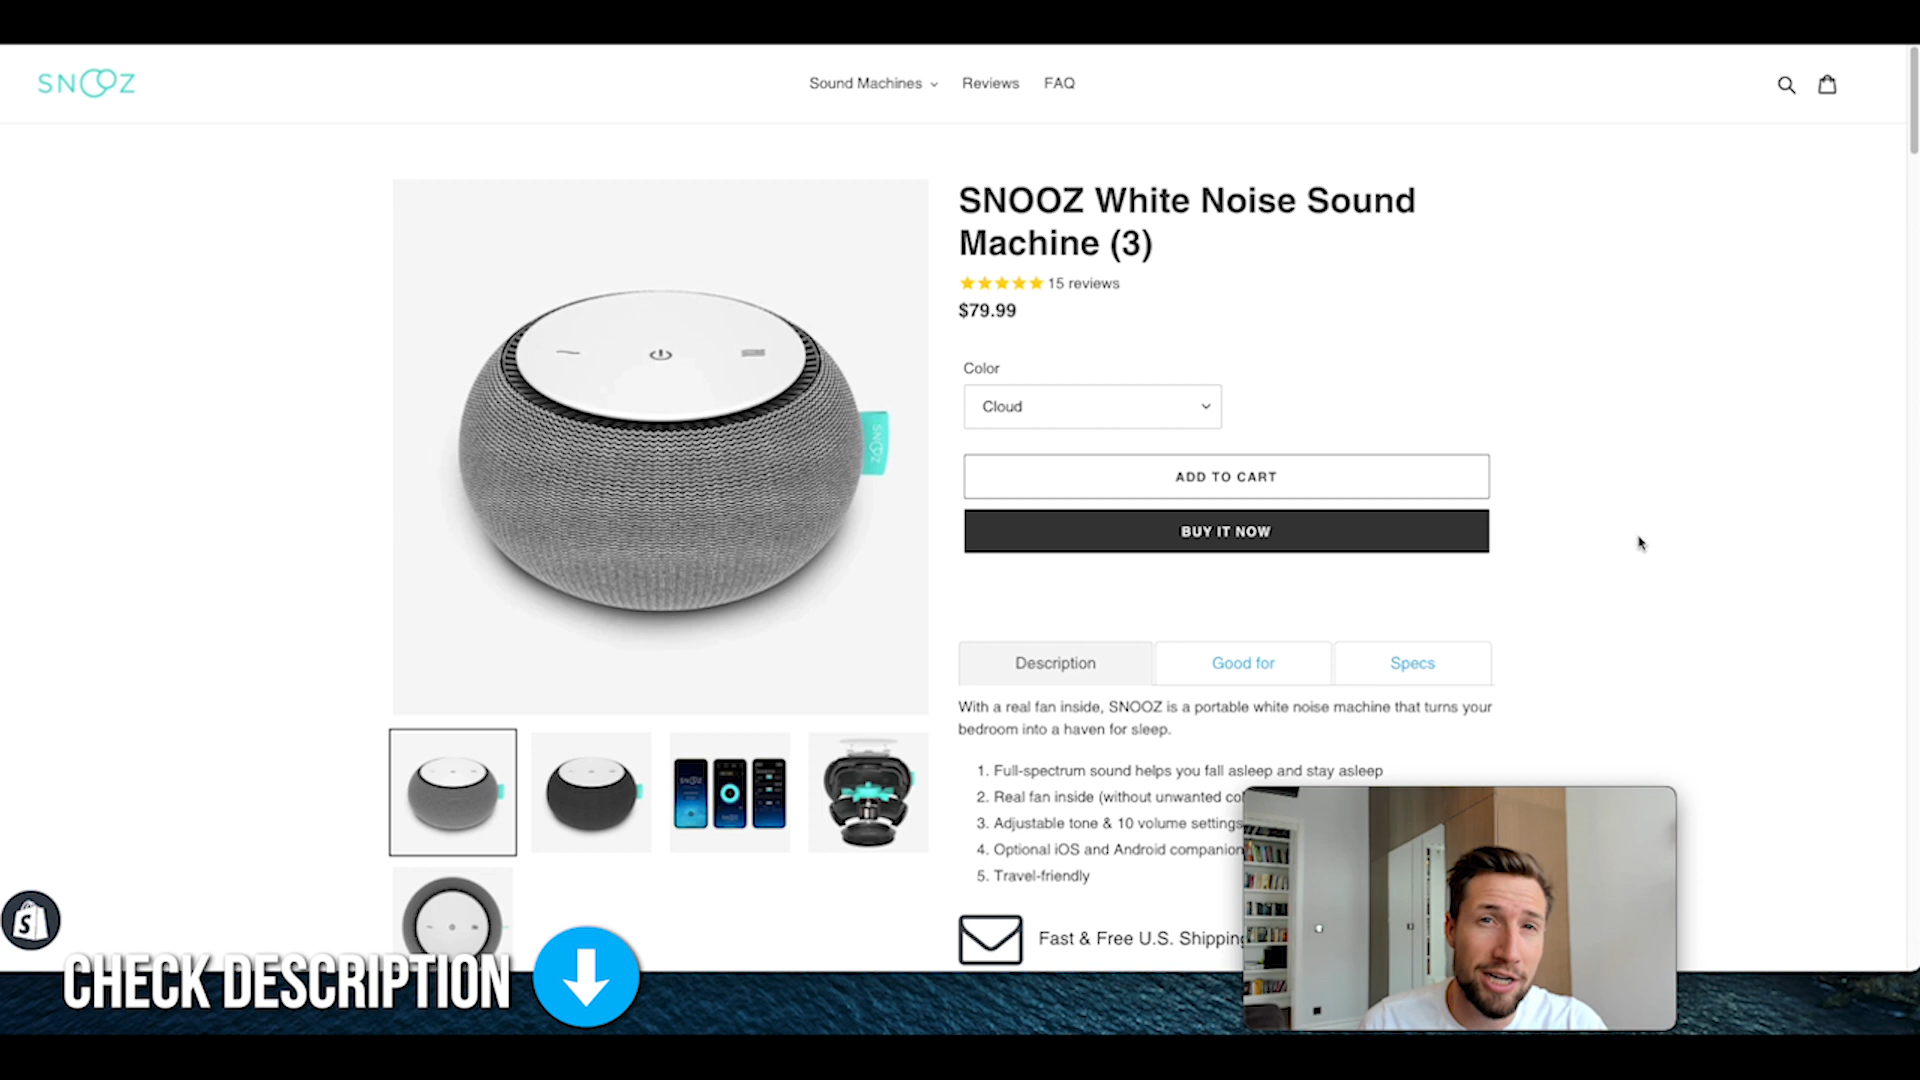 SNOOZ
Sound Machines
Reviews
FAQ
SNOOZ White Noise Sound
Machine (3)
15 reviews
$79.99
Color
Cloud
ADD TO CART
BUY IT NOW
SNOOZ
Description
Good for
Specs
With a real fan inside, SNOOZ is a portable white noise machine that turns your
bedroom into a haven for sleep.
1. Full-spectrum sound helps you fall asleep and stay asleep
2. Real fan inside (without unwanted
3. Adjustable tone & 10 volume settings
4. Optional iOS and Android companion
5. Travel-friendly
Fast & Free U.S. Shipping
CHECK DESCRIPTION